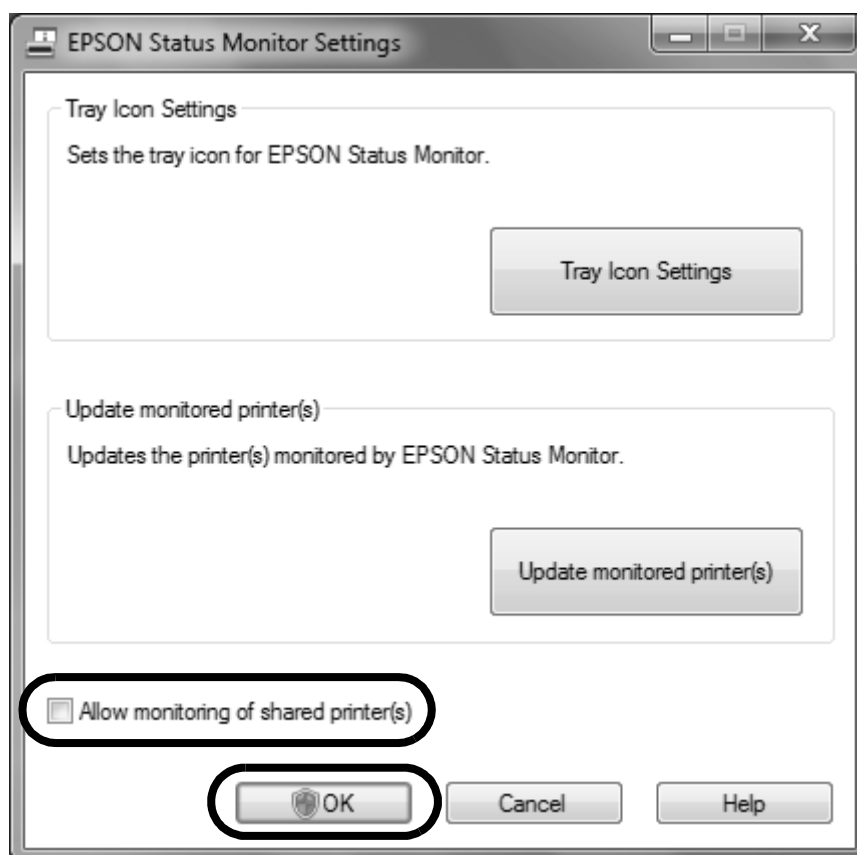 EPSON Status Monitor Settings
Tray Icon Settings
Sets the tray icon for EPSON Status Monitor.
Tray Icon Settings
Update monitored printer(s)
Updates the printer(s) monitored by EPSON Status Monitor.
Update monitored printer(s)
Allow monitoring of shared printer(s)
OK Cancel Help